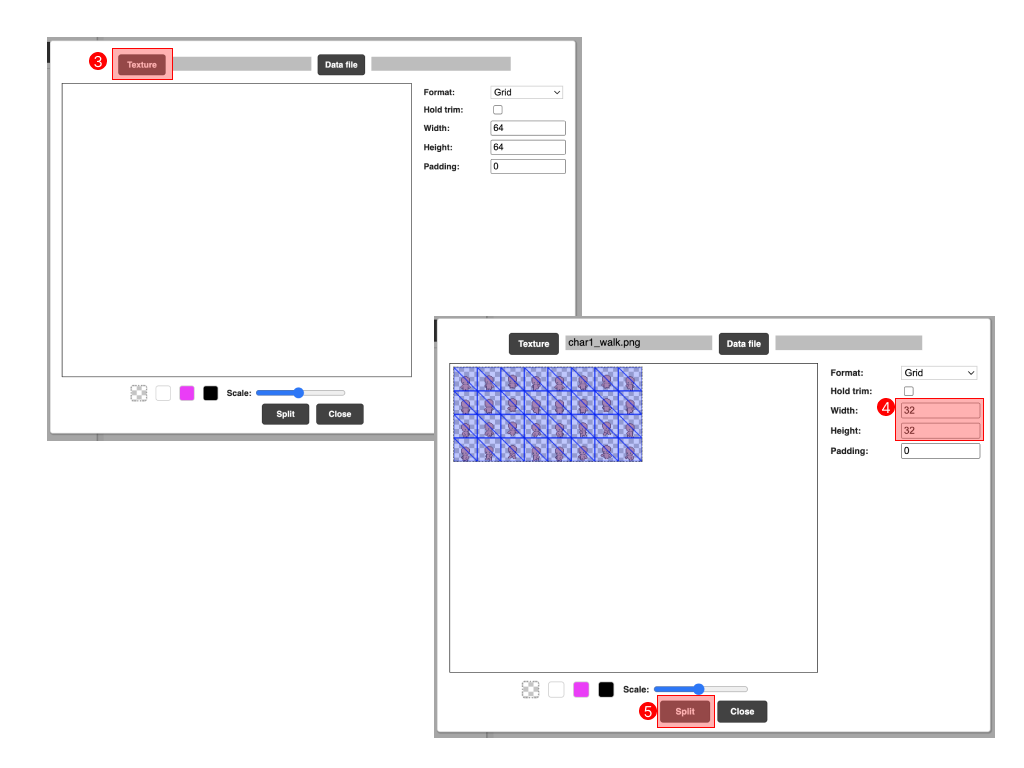 3 Texture Data file
Format: Grid
Hold trim:
Width: 64
Height: 64
Padding: 0
Scale:
Split Close
Texture char1_walk.png Data file
Format: Grid
Hold trim:
Width: 4 32
Height: 32
Padding: 0
Scale:
5 Split Close